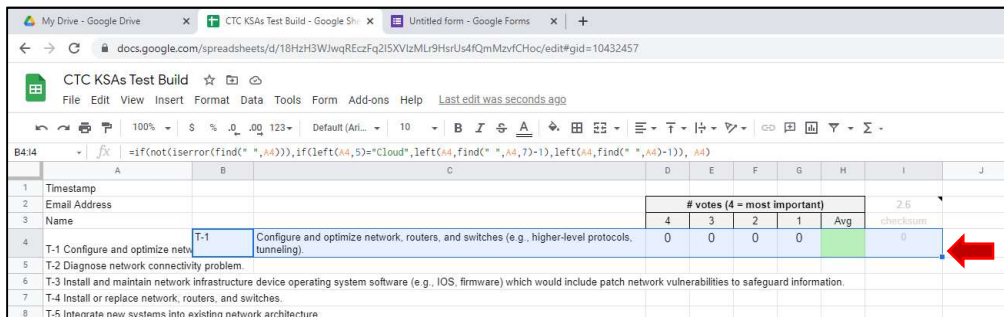 My Drive - Google Drive × CTC KSAs Test Build - Google She × Untitled form - Google Forms × +
docs.google.com/spreadsheets/d/18HzH3WJwqREczFq2I5XVIzMLr9HsrUs4fQmMzvfCHoc/edit#gid=10432457
CTC KSAs Test Build
File Edit View Insert Format Data Tools Form Add-ons Help Last edit was seconds ago
100% $ % .0 .00 123 Default (Ari... 10 B I S A
B4:I4 fx =if(not(iserror(find(" ",A4))),if(left(A4,5)="Cloud",left(A4,find(" ",A4,7)-1),left(A4,find(" ",A4)-1)), A4)
A B C D E F G H I J
1 Timestamp
2 Email Address # votes (4 = most important) 2.6
3 Name 4 3 2 1 Avg checksum
4 T-1 Configure and optimize netw T-1 Configure and optimize network, routers, and switches (e.g., higher-level protocols, 0 0 0 0 0
tunneling).
5 T-2 Diagnose network connectivity problem.
6 T-3 Install and maintain network infrastructure device operating system software (e.g., IOS, firmware) which would include patch network vulnerabilities to safeguard information.
7 T-4 Install or replace network, routers, and switches.
8 T-5 Integrate new systems into existing network architecture